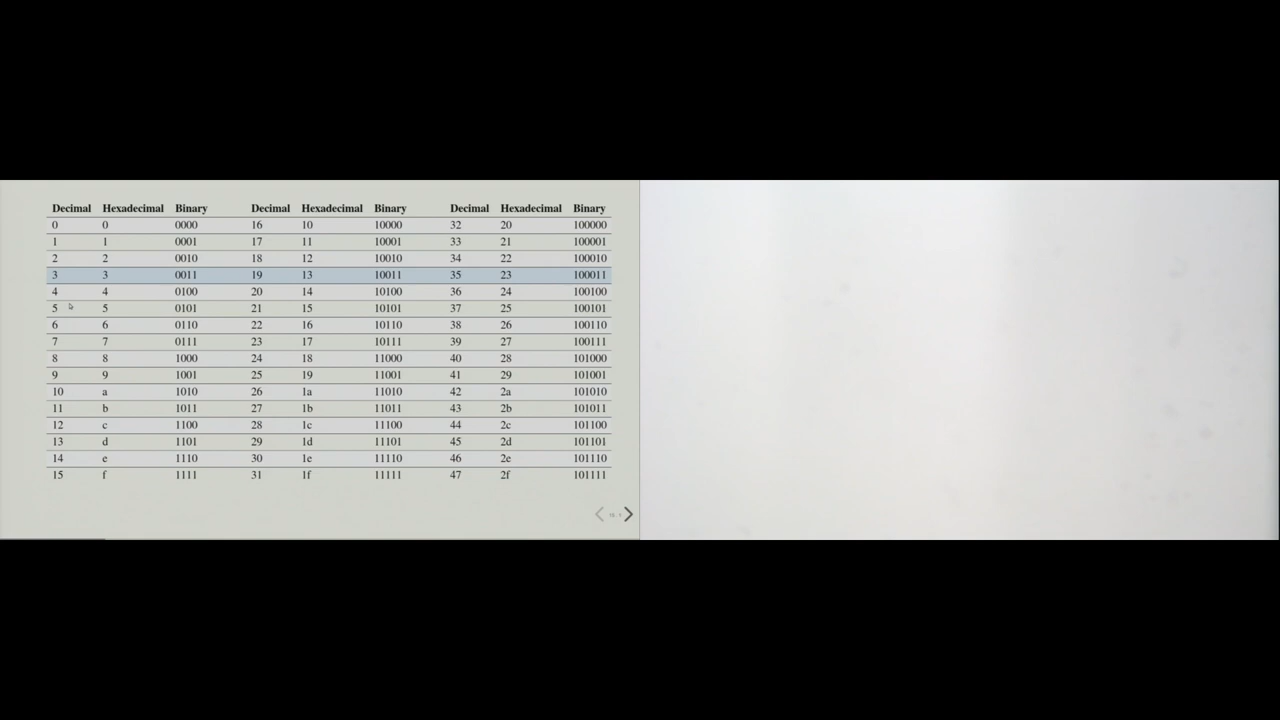 Decimal Hexadecimal Binary Decimal Hexadecimal Binary Decimal Hexadecimal Binary
0 0 0000 16 10 10000 32 20 100000
1 1 0001 17 11 10001 33 21 100001
2 2 0010 18 12 10010 34 22 100010
3 3 0011 19 13 10011 35 23 100011
4 4 0100 20 14 10100 36 24 100100
5 5 0101 21 15 10101 37 25 100101
6 6 0110 22 16 10110 38 26 100110
7 7 0111 23 17 10111 39 27 100111
8 8 1000 24 18 11000 40 28 101000
9 9 1001 25 19 11001 41 29 101001
10 a 1010 26 1a 11010 42 2a 101010
11 b 1011 27 1b 11011 43 2b 101011
12 c 1100 28 1c 11100 44 2c 101100
13 d 1101 29 1d 11101 45 2d 101101
14 e 1110 30 1e 11110 46 2e 101110
15 f 1111 31 1f 11111 47 2f 101111